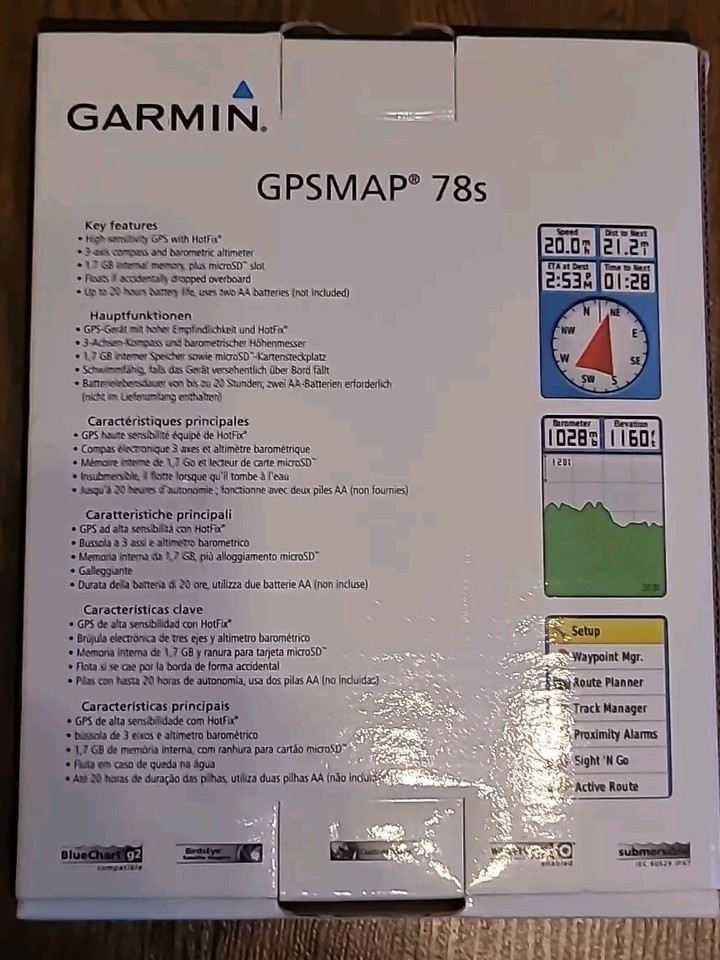 GARMIN®
GPSMAP® 78s
Key features
• High-sensitivity GPS with HotFix®
• 3-axis compass and barometric altimeter
• 1.7 GB internal memory, plus microSD™ slot
• Floats if accidentally dropped overboard
• Up to 20 hours battery life, uses two AA batteries (not included)
Hauptfunktionen
• GPS-Gerät mit hoher Empfindlichkeit und HotFix®
• 3-Achsen-Kompass und barometrischer Höhenmesser
• 1,7 GB interner Speicher sowie microSD™-Kartensteckplatz
• Schwimmfähig, falls das Gerät versehentlich über Bord fällt
• Batterielebensdauer von bis zu 20 Stunden; zwei AA-Batterien erforderlich
(nicht im Lieferumfang enthalten)
Caractéristiques principales
• GPS haute sensibilité équipé de HotFix®
• Compas électronique 3 axes et altimètre barométrique
• Mémoire interne de 1,7 Go et lecteur de carte microSD™
• Insubmersible, il flotte lorsque qu'il tombe à l'eau
• Jusqu'à 20 heures d'autonomie ; fonctionne avec deux piles AA (non fournies)
Caratteristiche principali
• GPS ad alta sensibilità con HotFix®
• Bussola a 3 assi e altimetro barometrico
• Memoria interna da 1,7 GB, più alloggiamento microSD™
• Galleggiante
• Durata della batteria di 20 ore, utilizza due batterie AA (non incluse)
Características clave
• GPS de alta sensibilidad con HotFix®
• Brújula electrónica de tres ejes y altímetro barométrico
• Memoria interna de 1,7 GB y ranura para tarjeta microSD™
• Flota si se cae por la borda de forma accidental
• Pilas con hasta 20 horas de autonomía, usa dos pilas AA (no incluidas)
Características principais
• GPS de alta sensibilidade com HotFix®
• bússola de 3 eixos e altímetro barométrico
• 1,7 GB de memória interna, com ranhura para cartão microSD™
• Flutua em caso de queda na água
• Até 20 horas de duração das pilhas, utiliza duas pilhas AA (não
Speed Dist to Next
20.0 21.2
ETA at Dest Time to Next
2:53 01:28
N NE
NW E
W SE
SW S
Barometer Elevation
1028 1160
Setup
Waypoint Mgr.
Route Planner
Track Manager
Proximity Alarms
Sight 'N Go
Active Route
BlueChart g2
compatible
BirdsEye
Satellite Imagery
enabled
submersible
IEC 60529 IPX7